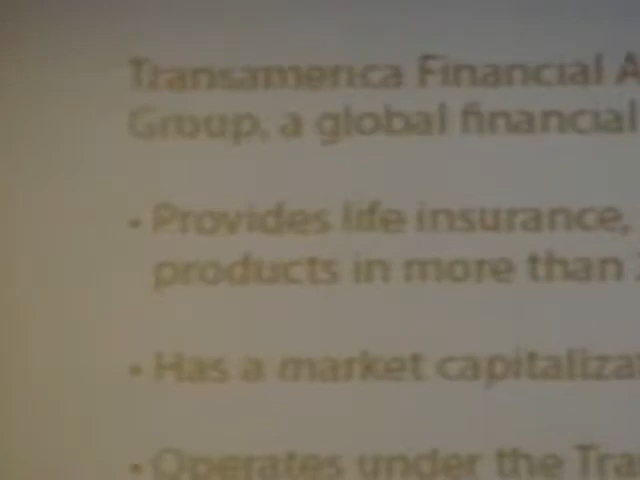 Transamerica Financial A
Group, a global financial
• Provides life insurance,
products in more than
• Has a market capitaliza
• Operates under the Tra